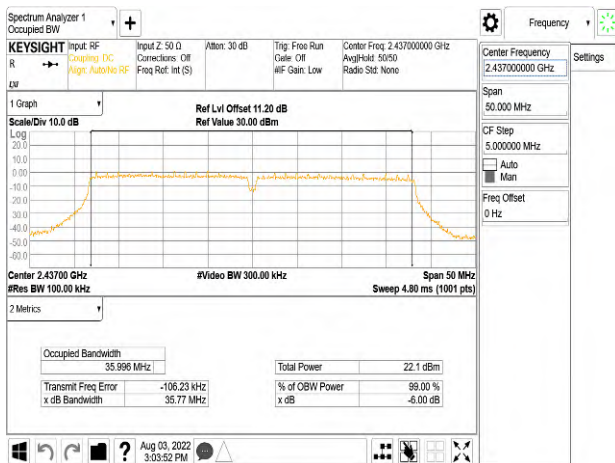 Spectrum Analyzer 1
Occupied BW
Frequency
KEYSIGHT
R
Input: RF
Coupling: DC
Align: Auto/No RF
Input Z: 50 Ω
Corrections: Off
Freq Ref: Int (S)
Atten: 30 dB
Trig: Free Run
Gate: Off
#IF Gain: Low
Center Freq: 2.437000000 GHz
Avg|Hold: 50/50
Radio Std: None
Center Frequency
2.437000000 GHz
Settings
Span
50.000 MHz
CF Step
5.000000 MHz
Auto
Man
Freq Offset
0 Hz
1 Graph
Scale/Div 10.0 dB
Ref Lvl Offset 11.20 dB
Ref Value 30.00 dBm
Log
20.0
10.0
0.00
-10.0
-20.0
-30.0
-40.0
-50.0
-60.0
Center 2.43700 GHz
#Res BW 100.00 kHz
#Video BW 300.00 kHz
Span 50 MHz
Sweep 4.80 ms (1001 pts)
2 Metrics
Occupied Bandwidth
35.996 MHz
Total Power 22.1 dBm
Transmit Freq Error -106.23 kHz
% of OBW Power 99.00 %
x dB Bandwidth 35.77 MHz
x dB -6.00 dB
Aug 03, 2022
3:03:52 PM